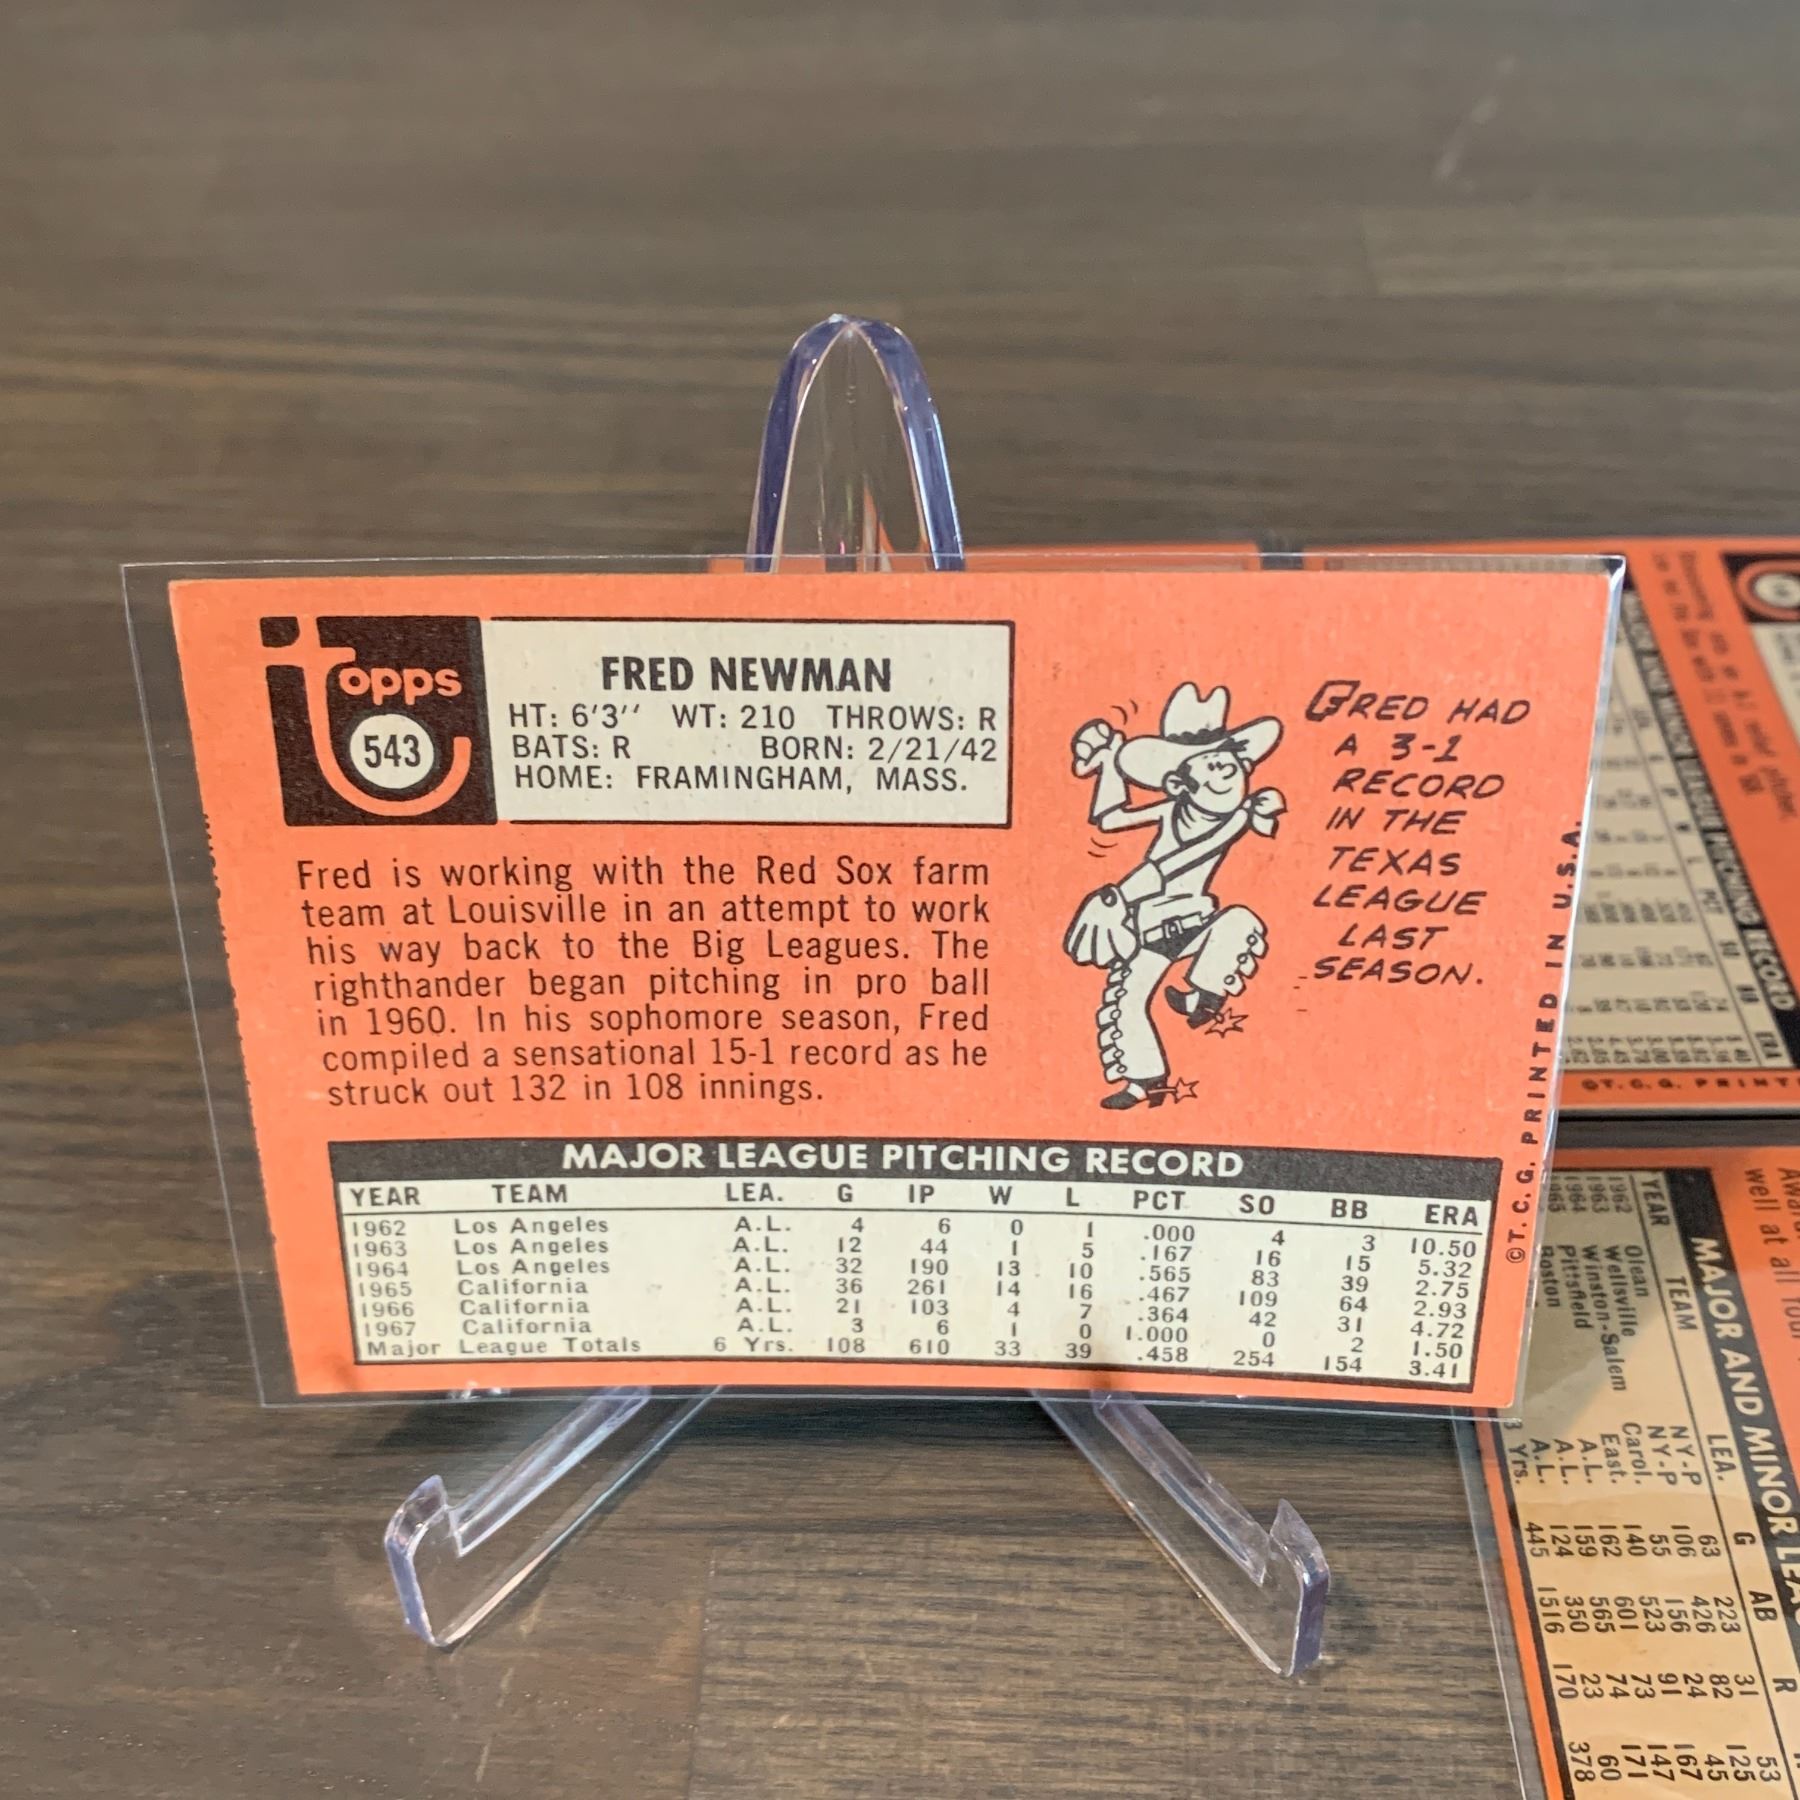 Topps
543
FRED NEWMAN
HT: 6'3'' WT: 210 THROWS: R
BATS: R BORN: 2/21/42
HOME: FRAMINGHAM, MASS.
FRED HAD
A 3-1
RECORD
IN THE
TEXAS
LEAGUE
LAST
SEASON.
Fred is working with the Red Sox farm
team at Louisville in an attempt to work
his way back to the Big Leagues. The
righthander began pitching in pro ball
in 1960. In his sophomore season, Fred
compiled a sensational 15-1 record as he
struck out 132 in 108 innings.
MAJOR LEAGUE PITCHING RECORD
YEAR TEAM LEA. G IP W L PCT SO BB ERA
1962 Los Angeles A.L. 4 6 0 1 .000 4 3 10.50
1963 Los Angeles A.L. 12 44 1 5 .167 16 15 5.32
1964 Los Angeles A.L. 32 190 13 10 .565 83 39 2.75
1965 California A.L. 36 261 14 16 .467 109 64 2.93
1966 California A.L. 21 103 4 7 .364 42 31 4.72
1967 California A.L. 3 6 1 0 1.000 0 2 1.50
Major League Totals 6 Yrs. 108 610 33 39 .458 254 154 3.41
©T.C.G. PRINTED IN U.S.A.
PITCHING RECORD
W L PCT SO BB ERA
©T.C.G. PRINT
well at all four
MAJOR AND MINOR LEA
YEAR TEAM LEA. G AB R
1962 Olean NY-P
1963 Wellsville NY-P
1964 Winston-Salem Carol.
1965 Pittsfield East.
Boston A.L.
A.L.
A.L.
Yrs.
63 223 31 53
106 426 82 125
55 156 24 45
140 523 91 167
162 601 73 147
159 565 74 171
124 350 23 60
445 1516 170 378